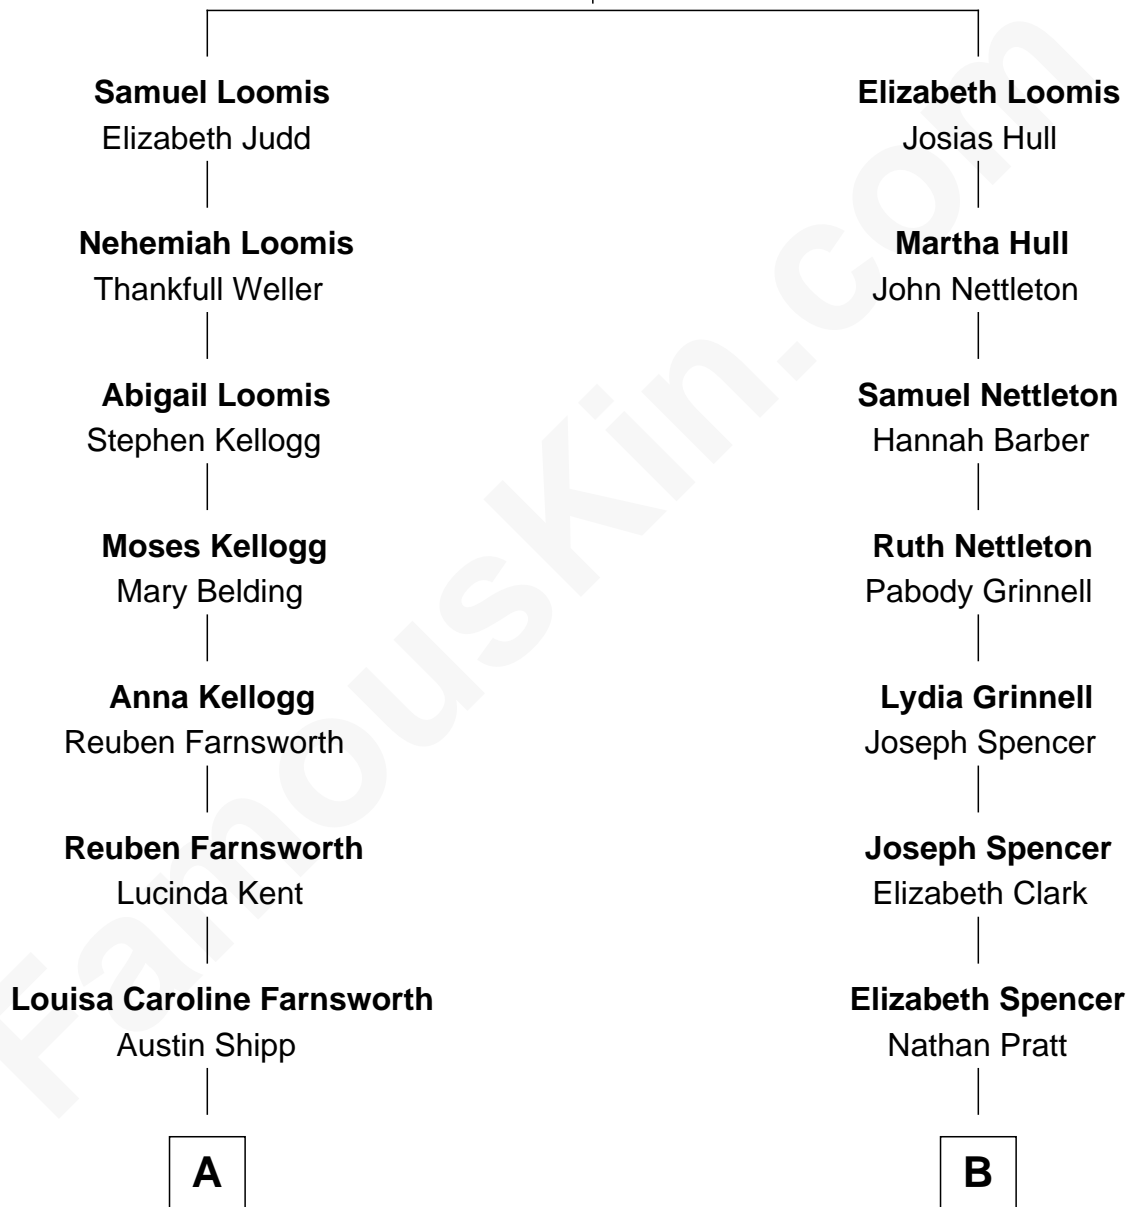 Samuel Loomis
Elizabeth Judd
Nehemiah Loomis
Thankfull Weller
Abigail Loomis
Stephen Kellogg
Moses Kellogg
Mary Belding
Anna Kellogg
Reuben Farnsworth
Reuben Farnsworth
Lucinda Kent
Louisa Caroline Farnsworth
Austin Shipp
A
Elizabeth Loomis
Josias Hull
Martha Hull
John Nettleton
Samuel Nettleton
Hannah Barber
Ruth Nettleton
Pabody Grinnell
Lydia Grinnell
Joseph Spencer
Joseph Spencer
Elizabeth Clark
Elizabeth Spencer
Nathan Pratt
B
FamousKin.com